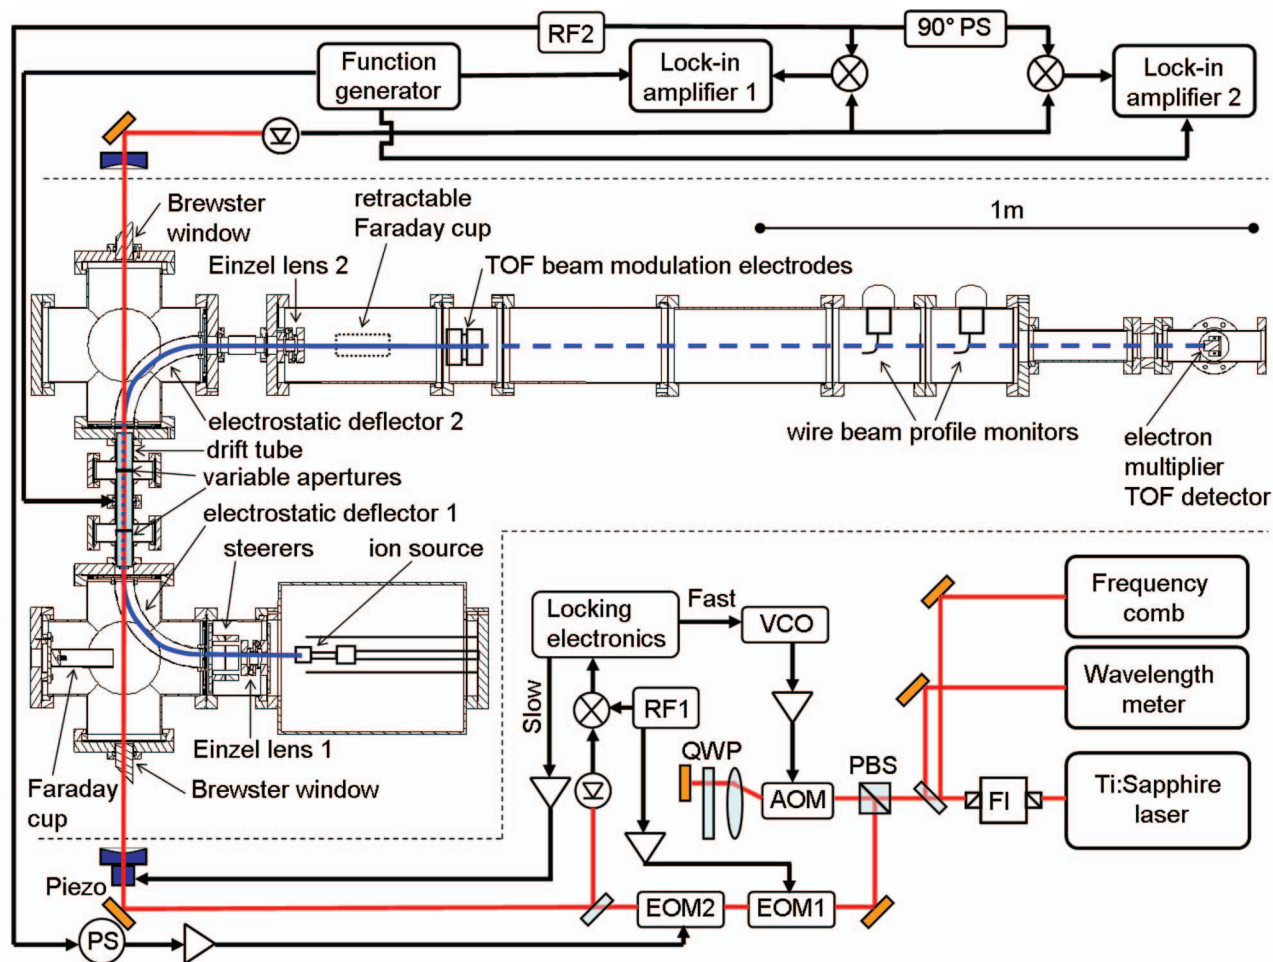 RF2
90° PS
Function
generator
Lock-in
amplifier 1
Lock-in
amplifier 2
Brewster
window
retractable
Faraday cup
1m
Einzel lens 2
TOF beam modulation electrodes
electrostatic deflector 2
drift tube
variable apertures
wire beam profile monitors
electron
multiplier
TOF detector
electrostatic deflector 1
steerers
ion source
Einzel lens 1
Faraday
cup
Brewster window
Locking
electronics
Fast
VCO
Frequency
comb
Slow
RF1
Wavelength
meter
QWP
AOM
PBS
FI
Ti:Sapphire
laser
Piezo
EOM2
EOM1
PS